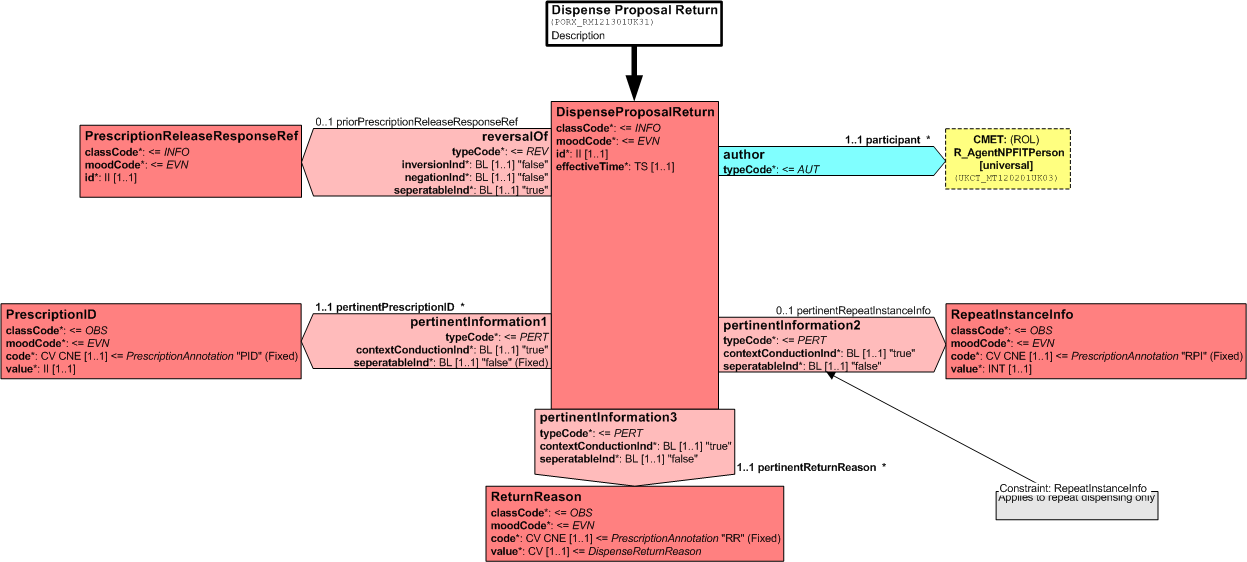 Dispense Proposal Return
(PORX_RM121301UK31)
Description
DispenseProposalReturn
classCode*: <= INFO
moodCode*: <= EVN
id*: II [1..1]
effectiveTime*: TS [1..1]
0..1 priorPrescriptionReleaseResponseRef
reversalOf
typeCode*: <= REV
inversionInd*: BL [1..1] "false"
negationInd*: BL [1..1] "false"
seperatableInd*: BL [1..1] "true"
PrescriptionReleaseResponseRef
classCode*: <= INFO
moodCode*: <= EVN
id*: II [1..1]
1..1 participant *
author
typeCode*: <= AUT
CMET: (ROL)
R_AgentNPFITPerson
[universal]
(UKCT_MT120201UK03)
1..1 pertinentPrescriptionID *
pertinentInformation1
typeCode*: <= PERT
contextConductionInd*: BL [1..1] "true"
seperatableInd*: BL [1..1] "false" (Fixed)
PrescriptionID
classCode*: <= OBS
moodCode*: <= EVN
code*: CV CNE [1..1] <= PrescriptionAnnotation "PID" (Fixed)
value*: II [1..1]
0..1 pertinentRepeatInstanceInfo
pertinentInformation2
typeCode*: <= PERT
contextConductionInd*: BL [1..1] "true"
seperatableInd*: BL [1..1] "false"
RepeatInstanceInfo
classCode*: <= OBS
moodCode*: <= EVN
code*: CV CNE [1..1] <= PrescriptionAnnotation "RPI" (Fixed)
value*: INT [1..1]
pertinentInformation3
typeCode*: <= PERT
contextConductionInd*: BL [1..1] "true"
seperatableInd*: BL [1..1] "false"
1..1 pertinentReturnReason *
ReturnReason
classCode*: <= OBS
moodCode*: <= EVN
code*: CV CNE [1..1] <= PrescriptionAnnotation "RR" (Fixed)
value*: CV [1..1] <= DispenseReturnReason
Constraint: RepeatInstanceInfo
Applies to repeat dispensing only